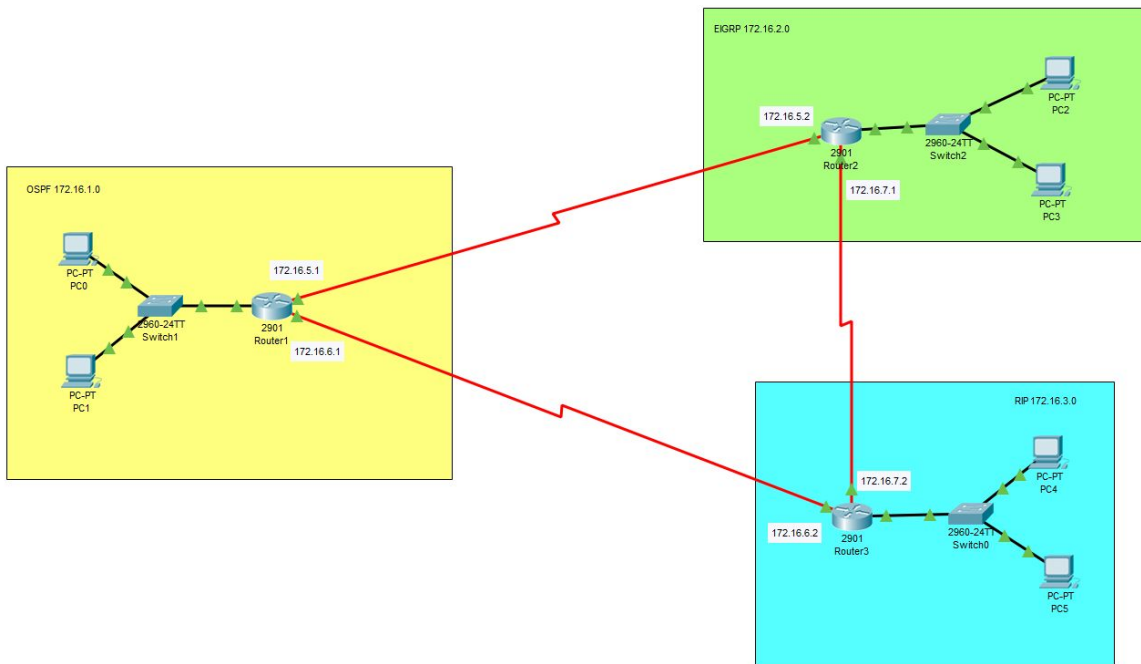 EIGRP 172.16.2.0
PC-PT
PC2
172.16.5.2
2901
Router2
2960-24TT
Switch2
172.16.7.1
PC-PT
PC3
OSPF 172.16.1.0
PC-PT
PC0
172.16.5.1
2960-24TT
Switch1
2901
Router1
172.16.6.1
PC-PT
PC1
RIP 172.16.3.0
PC-PT
PC4
172.16.7.2
172.16.6.2
2901
Router3
2960-24TT
Switch0
PC-PT
PC5